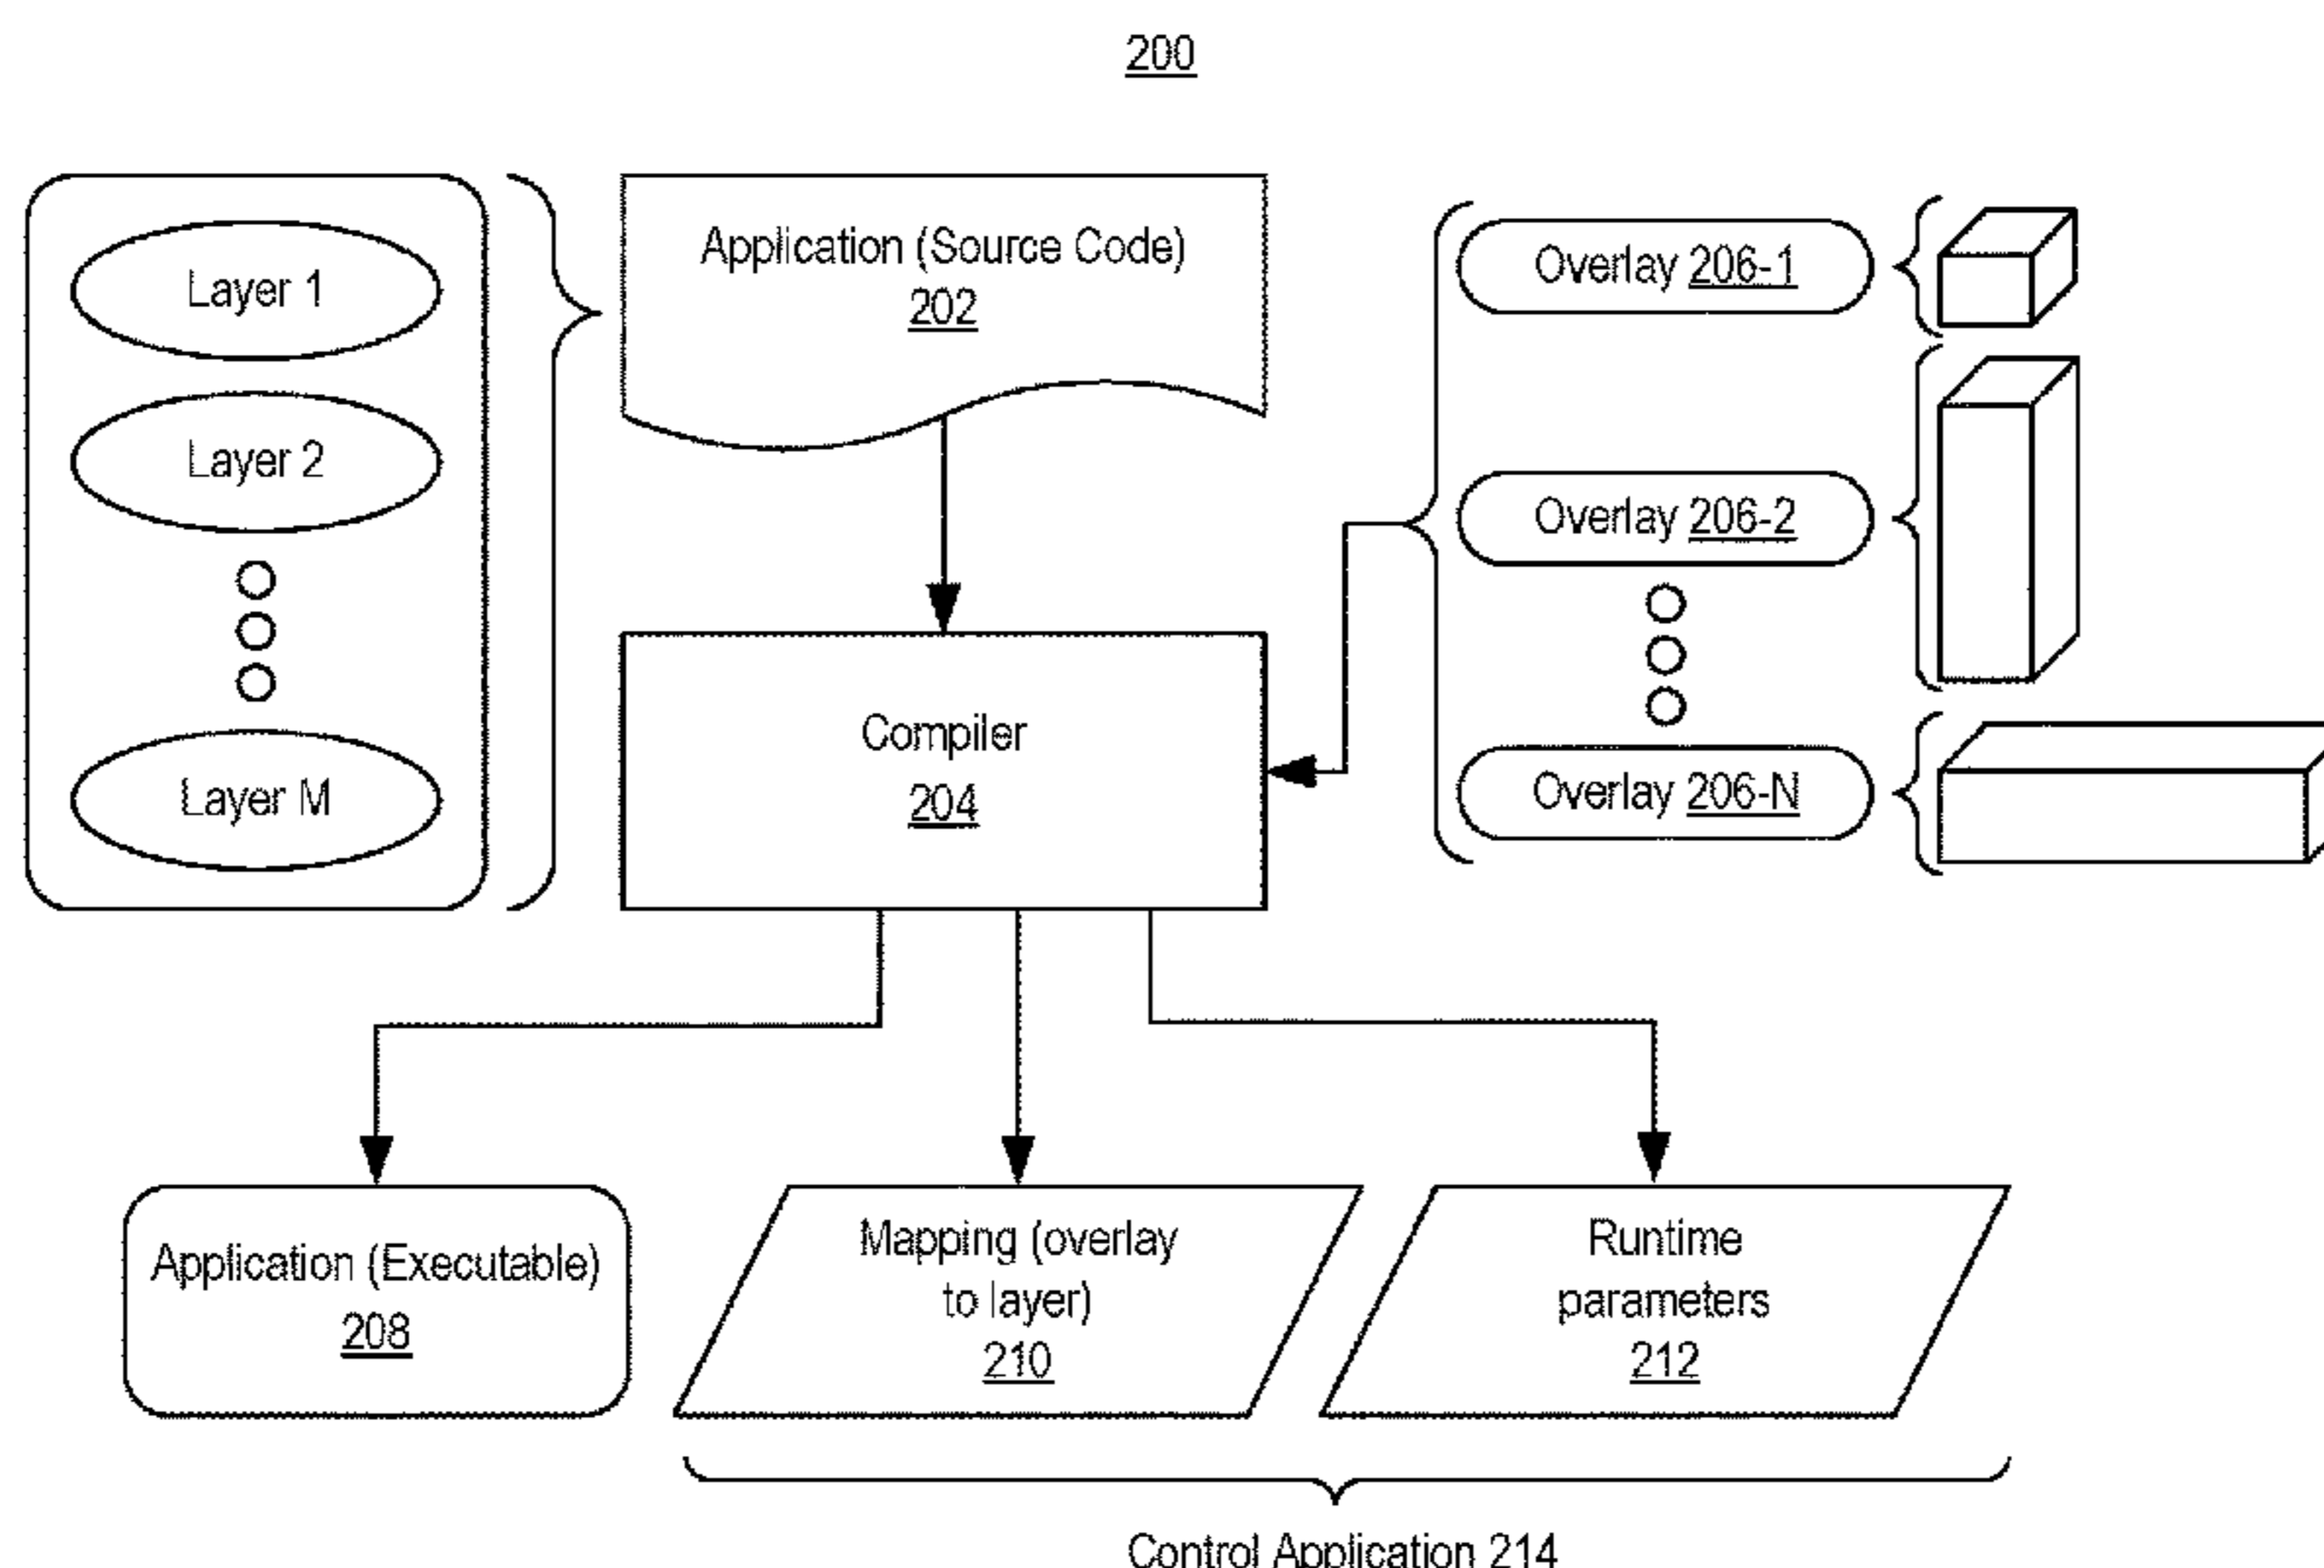 200
Layer 1
Layer 2
Layer M
Application (Source Code)
202
Compiler
204
Overlay 206-1
Overlay 206-2
Overlay 206-N
Application (Executable)
208
Mapping (overlay
to layer)
210
Runtime
parameters
212
Control Application 214